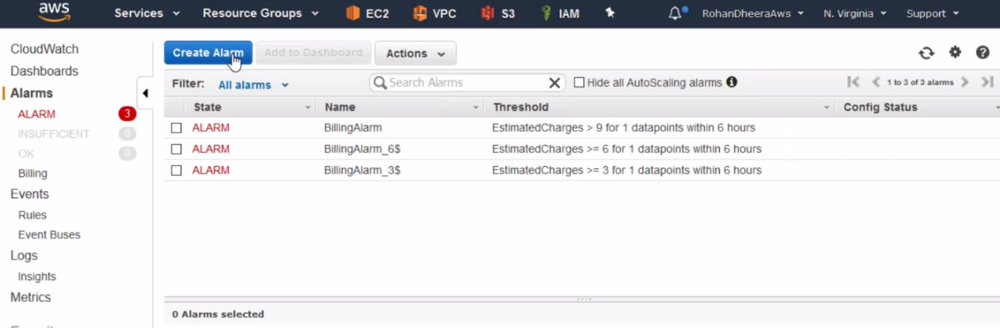 aws Services Resource Groups EC2 VPC S3 IAM RohanDheeraAws N. Virginia Support
CloudWatch
Dashboards
Alarms
ALARM 3
INSUFFICIENT 0
OK 0
Billing
Events
Rules
Event Buses
Logs
Insights
Metrics
Create Alarm Add to Dashboard Actions
Filter: All alarms Search Alarms Hide all AutoScaling alarms 1 to 3 of 3 alarms
State Name Threshold Config Status
ALARM BillingAlarm EstimatedCharges > 9 for 1 datapoints within 6 hours
ALARM BillingAlarm_6$ EstimatedCharges >= 6 for 1 datapoints within 6 hours
ALARM BillingAlarm_3$ EstimatedCharges >= 3 for 1 datapoints within 6 hours
0 Alarms selected